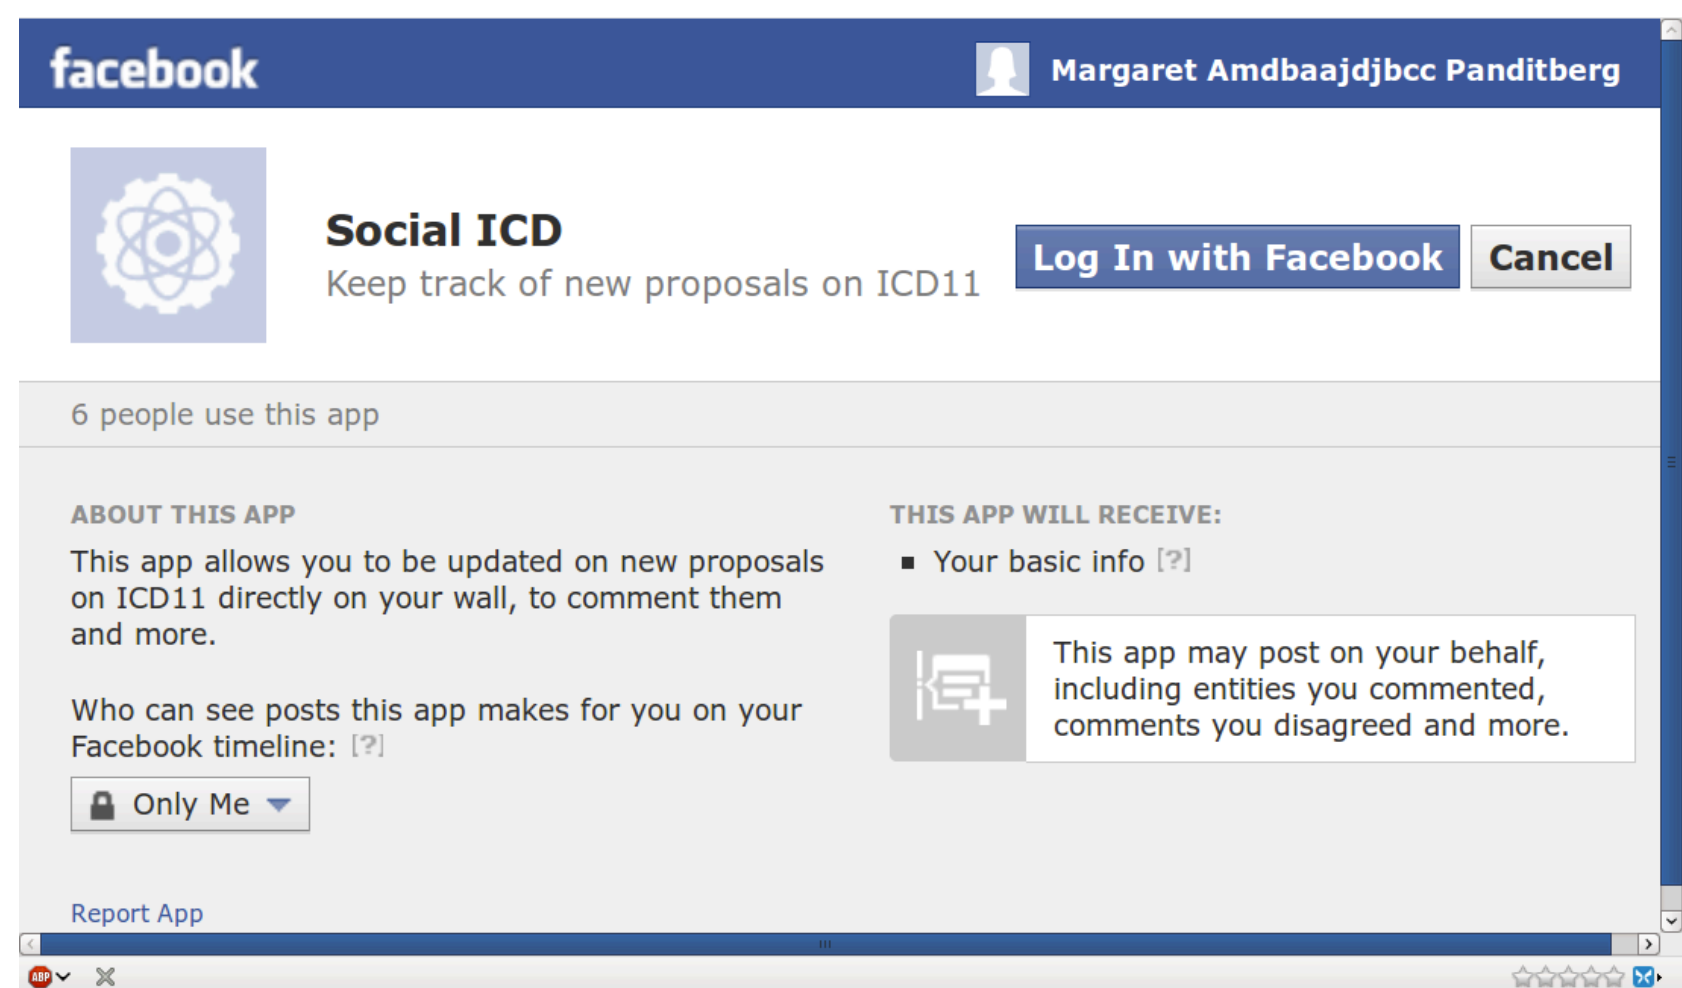 facebook
Margaret Amdbaajdjbcc Panditberg
Social ICD
Keep track of new proposals on ICD11
Log In with Facebook
Cancel
6 people use this app
ABOUT THIS APP
This app allows you to be updated on new proposals
on ICD11 directly on your wall, to comment them
and more.
Who can see posts this app makes for you on your
Facebook timeline: [?]
Only Me
Report App
THIS APP WILL RECEIVE:
Your basic info [?]
This app may post on your behalf,
including entities you commented,
comments you disagreed and more.
ABP